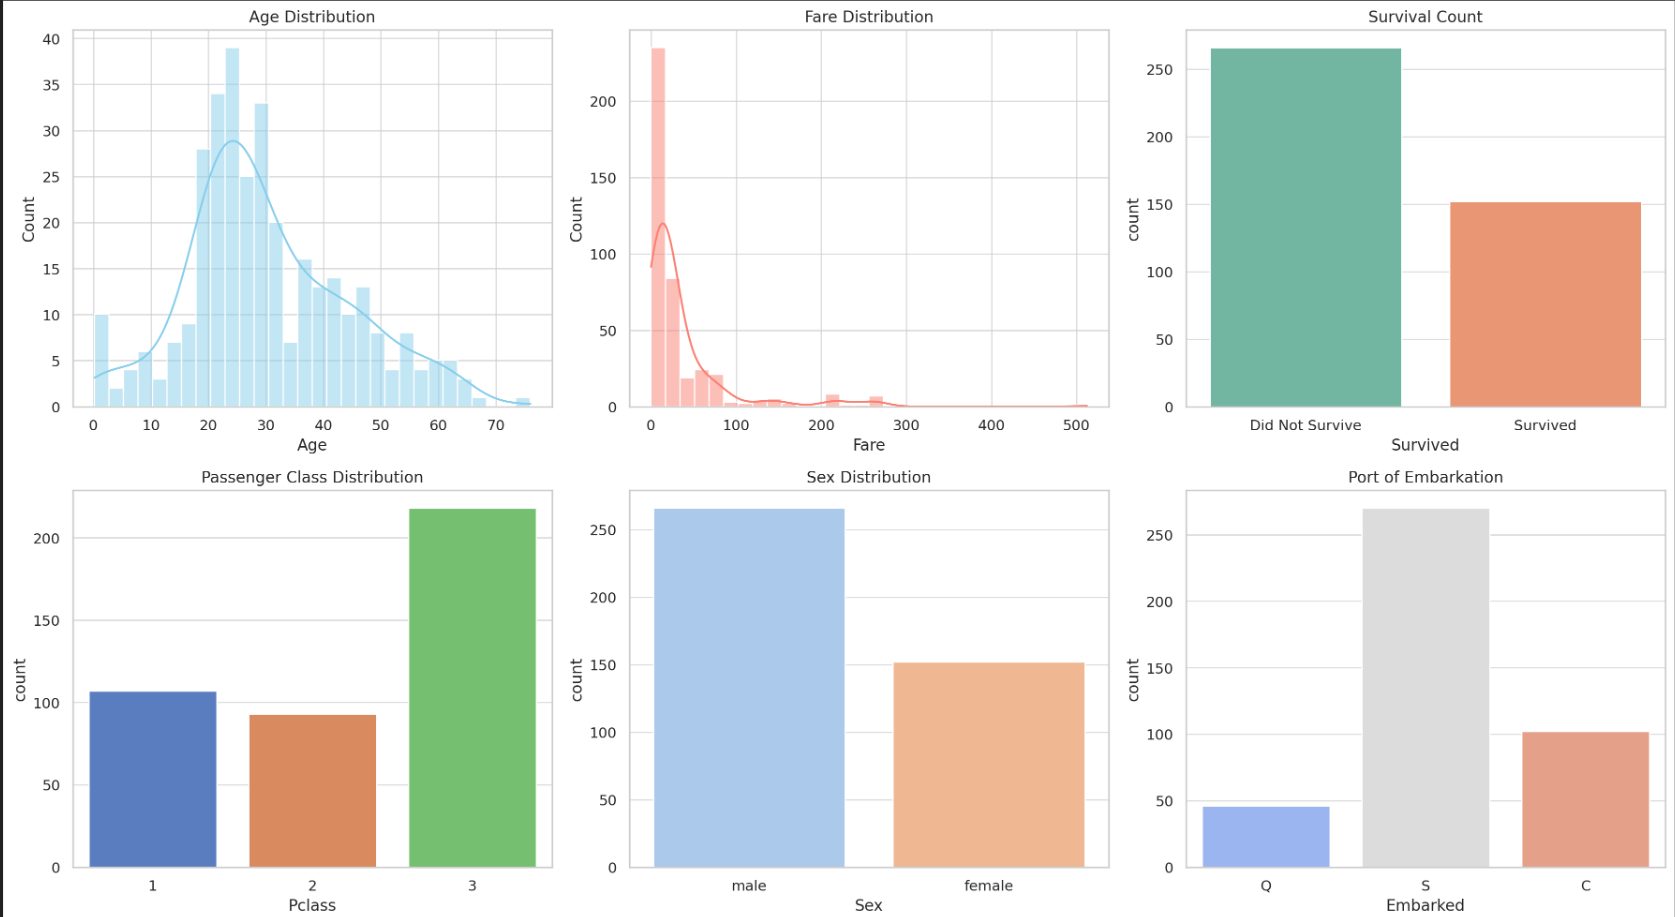 Age Distribution
40
35
30
25
20
15
10
5
0
Count
0 10 20 30 40 50 60 70
Age
Fare Distribution
200
150
100
50
0
Count
0 100 200 300 400 500
Fare
Survival Count
250
200
150
100
50
0
count
Did Not Survive Survived
Survived
Passenger Class Distribution
200
150
100
50
0
count
1 2 3
Pclass
Sex Distribution
250
200
150
100
50
0
count
male female
Sex
Port of Embarkation
250
200
150
100
50
0
count
Q S C
Embarked